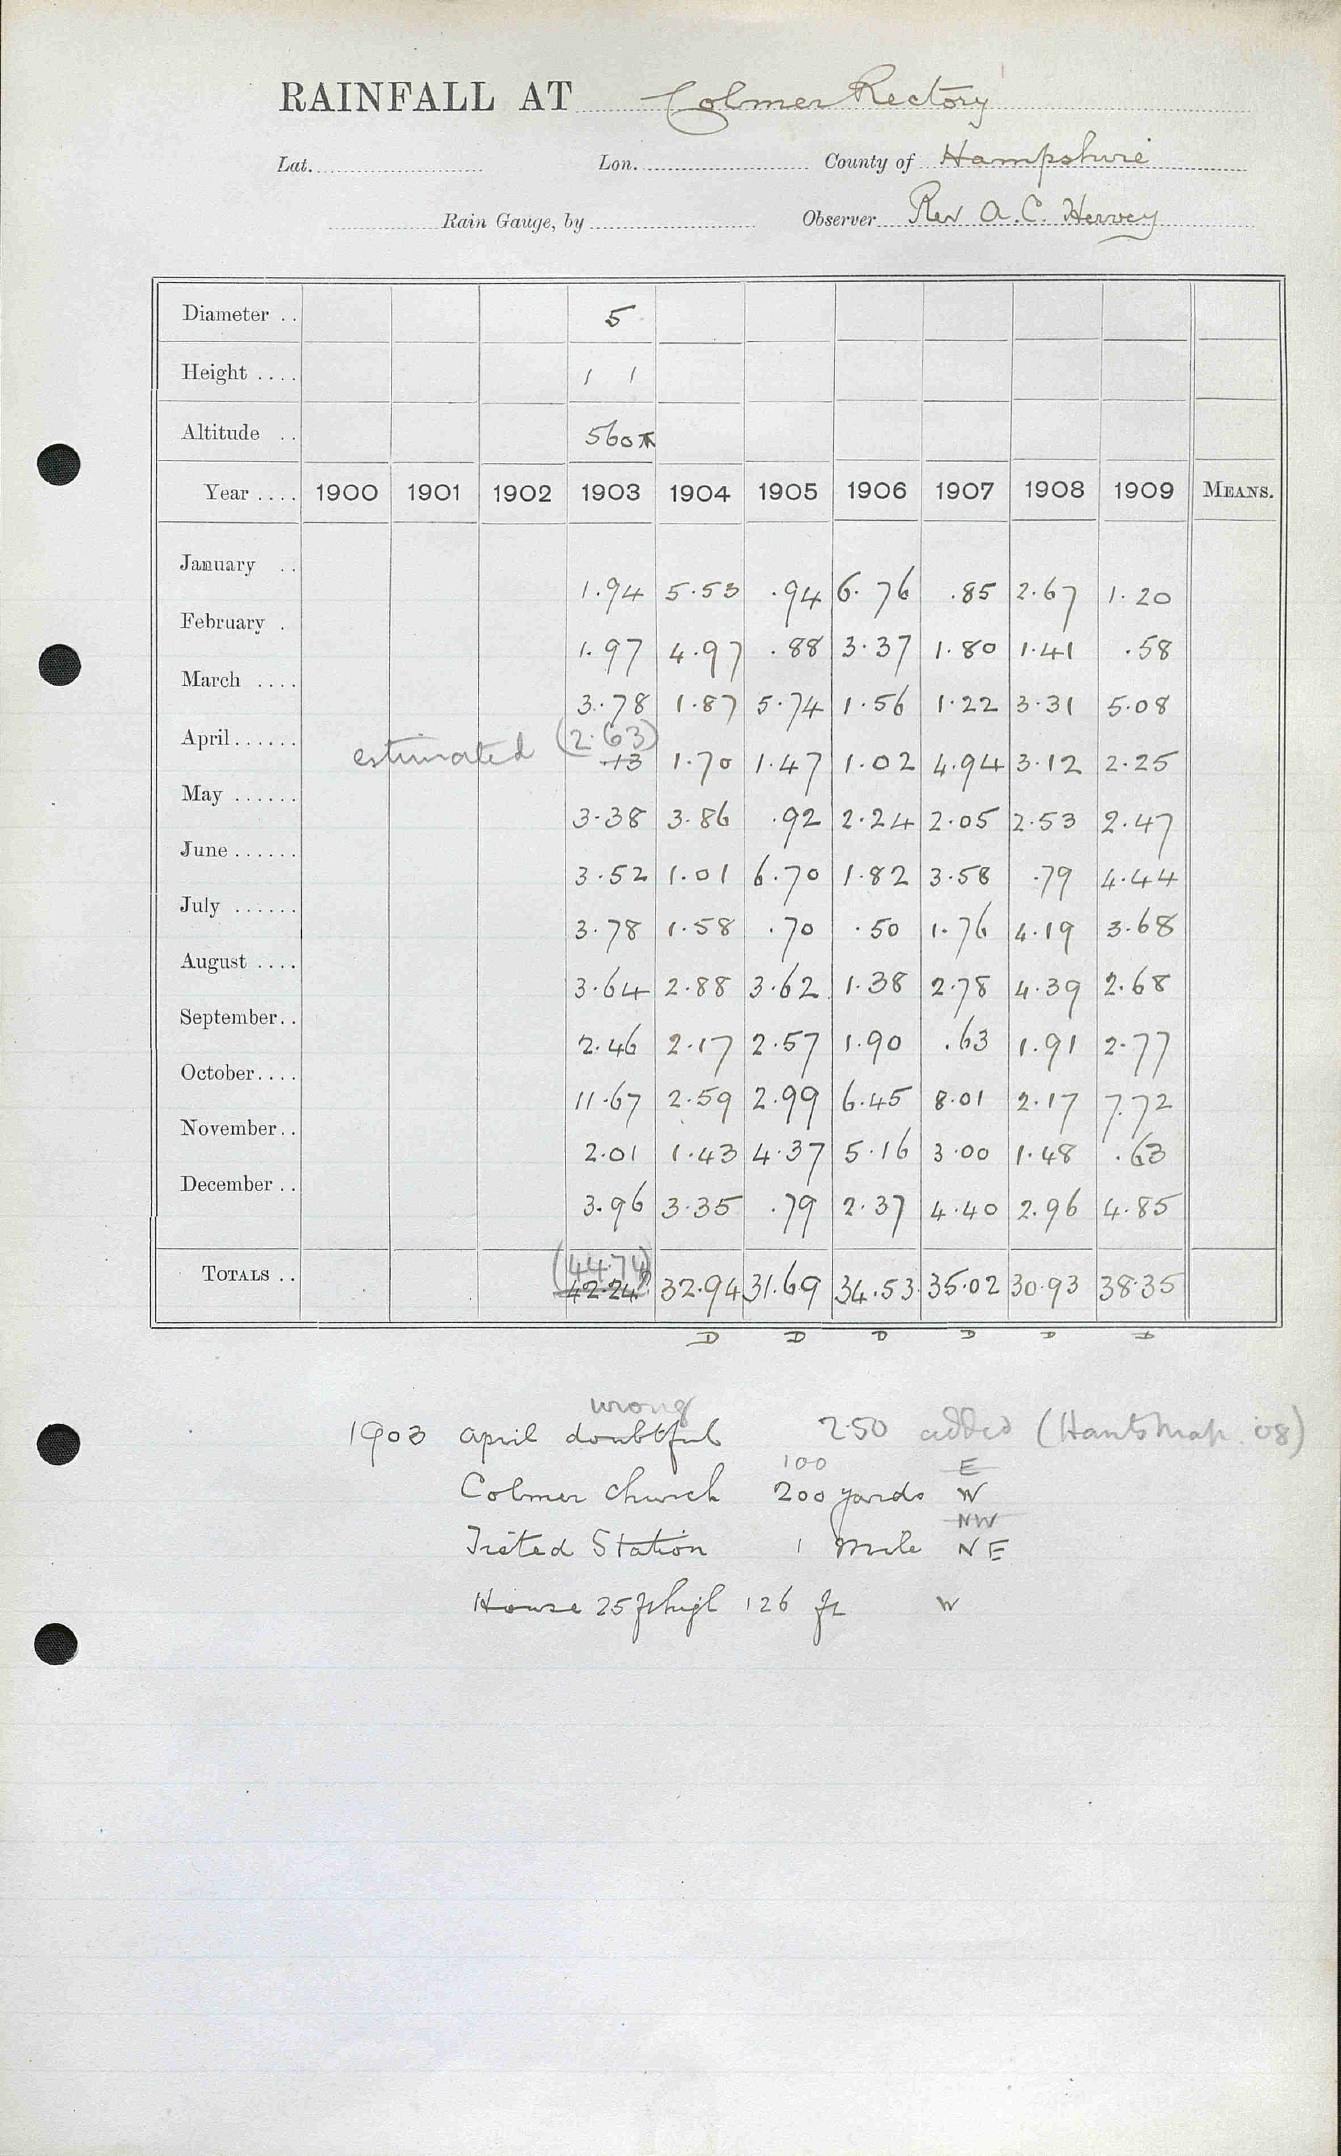 RAINFALL AT Colmer Rectory
Lat. Lon. County of Hampshire
Rain Gauge, by Observer Rev A. C. Hervey
Diameter .. 5
Height .... 1 1
Altitude .. 560
Year .... 1900 1901 1902 1903 1904 1905 1906 1907 1908 1909 MEANS.
January .. 1.94 5.53 .94 6.76 .85 2.67 1.20
February . 1.97 4.97 .88 3.37 1.80 1.41 .58
March .... 3.78 1.87 5.74 1.56 1.22 3.31 5.08
(2.63)
April...... estimated .13 1.70 1.47 1.02 4.94 3.12 2.25
May ...... 3.38 3.86 .92 2.24 2.05 2.53 2.47
June ...... 3.52 1.01 6.70 1.82 3.58 .79 4.44
July ...... 3.78 1.58 .70 .50 1.76 4.19 3.68
August .... 3.64 2.88 3.62 1.38 2.78 4.39 2.68
September.. 2.46 2.17 2.57 1.90 .63 1.91 2.77
October.... 11.67 2.59 2.99 6.45 8.01 2.17 7.72
November.. 2.01 1.43 4.37 5.16 3.00 1.48 .63
December .. 3.96 3.35 .79 2.37 4.40 2.96 4.85
(44.74)
TOTALS .. 42.24? 32.94 31.69 34.53 35.02 30.93 38.35
D D D D D D
wrong
1903 April doubtful 2.50 added (Hants Map '08)
100 E
Colmer Church 200 yards W
NW
Tisted Station 1 Mile NE
House 25 ft high 126 ft W